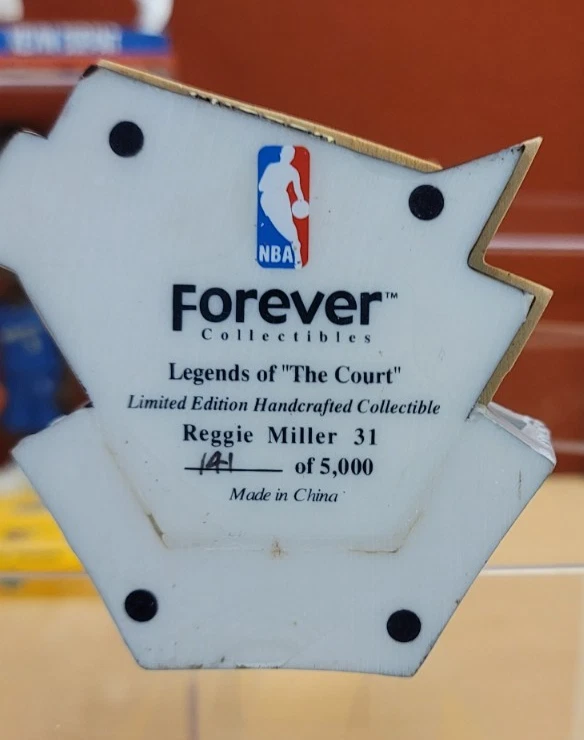 NBA
Forever™
Collectibles
Legends of "The Court"
Limited Edition Handcrafted Collectible
Reggie Miller 31
191 of 5,000
Made in China